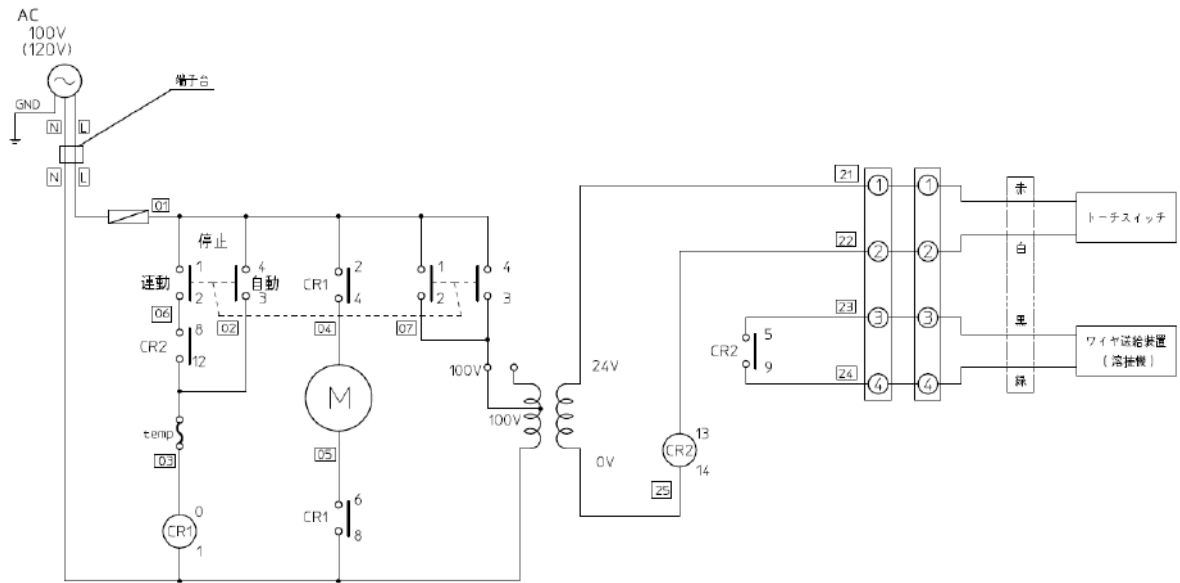 AC
100V
(120V)
端子台
GND
N L
N L
01
停止
連動
自動
1
2
4
3
06
02
CR2
8
12
temp
03
CR1
0
1
CR1
2
4
04
M
05
CR1
6
8
1
2
4
3
07
100V
100V
24V
0V
CR2
13
14
25
CR2
5
9
21
22
23
24
1
2
3
4
1
2
3
4
赤
白
黒
緑
トーチスイッチ
ワイヤ送給装置
(溶接機)